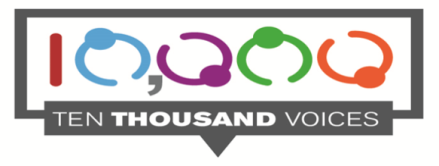 10,000
TEN THOUSAND VOICES